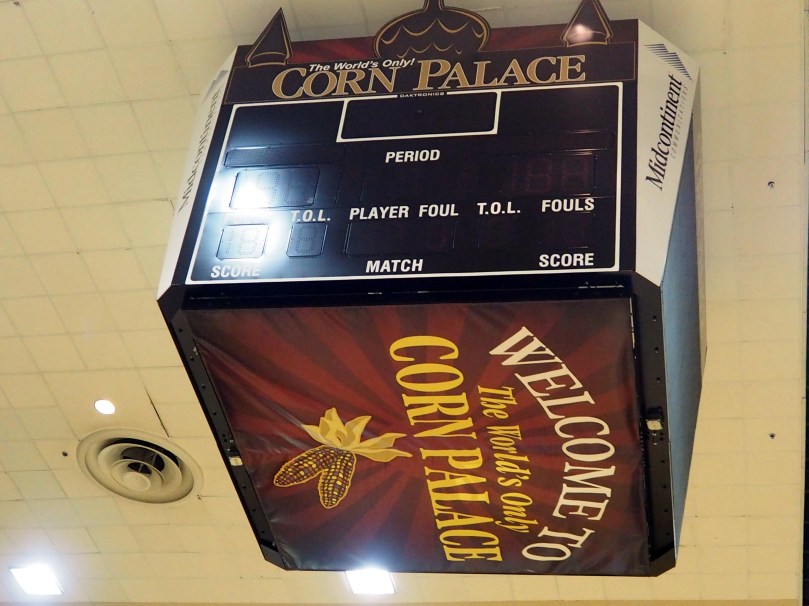 The World's Only!
CORN PALACE
DAKTRONICS
PERIOD
T.O.L. PLAYER FOUL T.O.L. FOULS
SCORE MATCH SCORE
Midcontinent
WELCOME TO
The World's Only
CORN PALACE